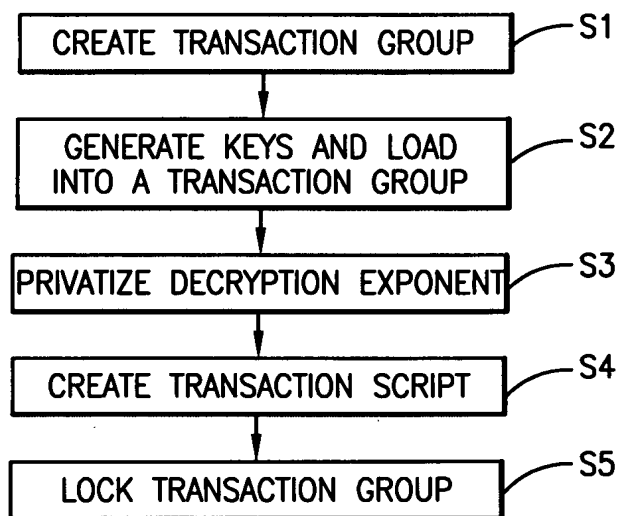 CREATE TRANSACTION GROUP
S1
GENERATE KEYS AND LOAD
INTO A TRANSACTION GROUP
S2
PRIVATIZE DECRYPTION EXPONENT
S3
CREATE TRANSACTION SCRIPT
S4
LOCK TRANSACTION GROUP
S5